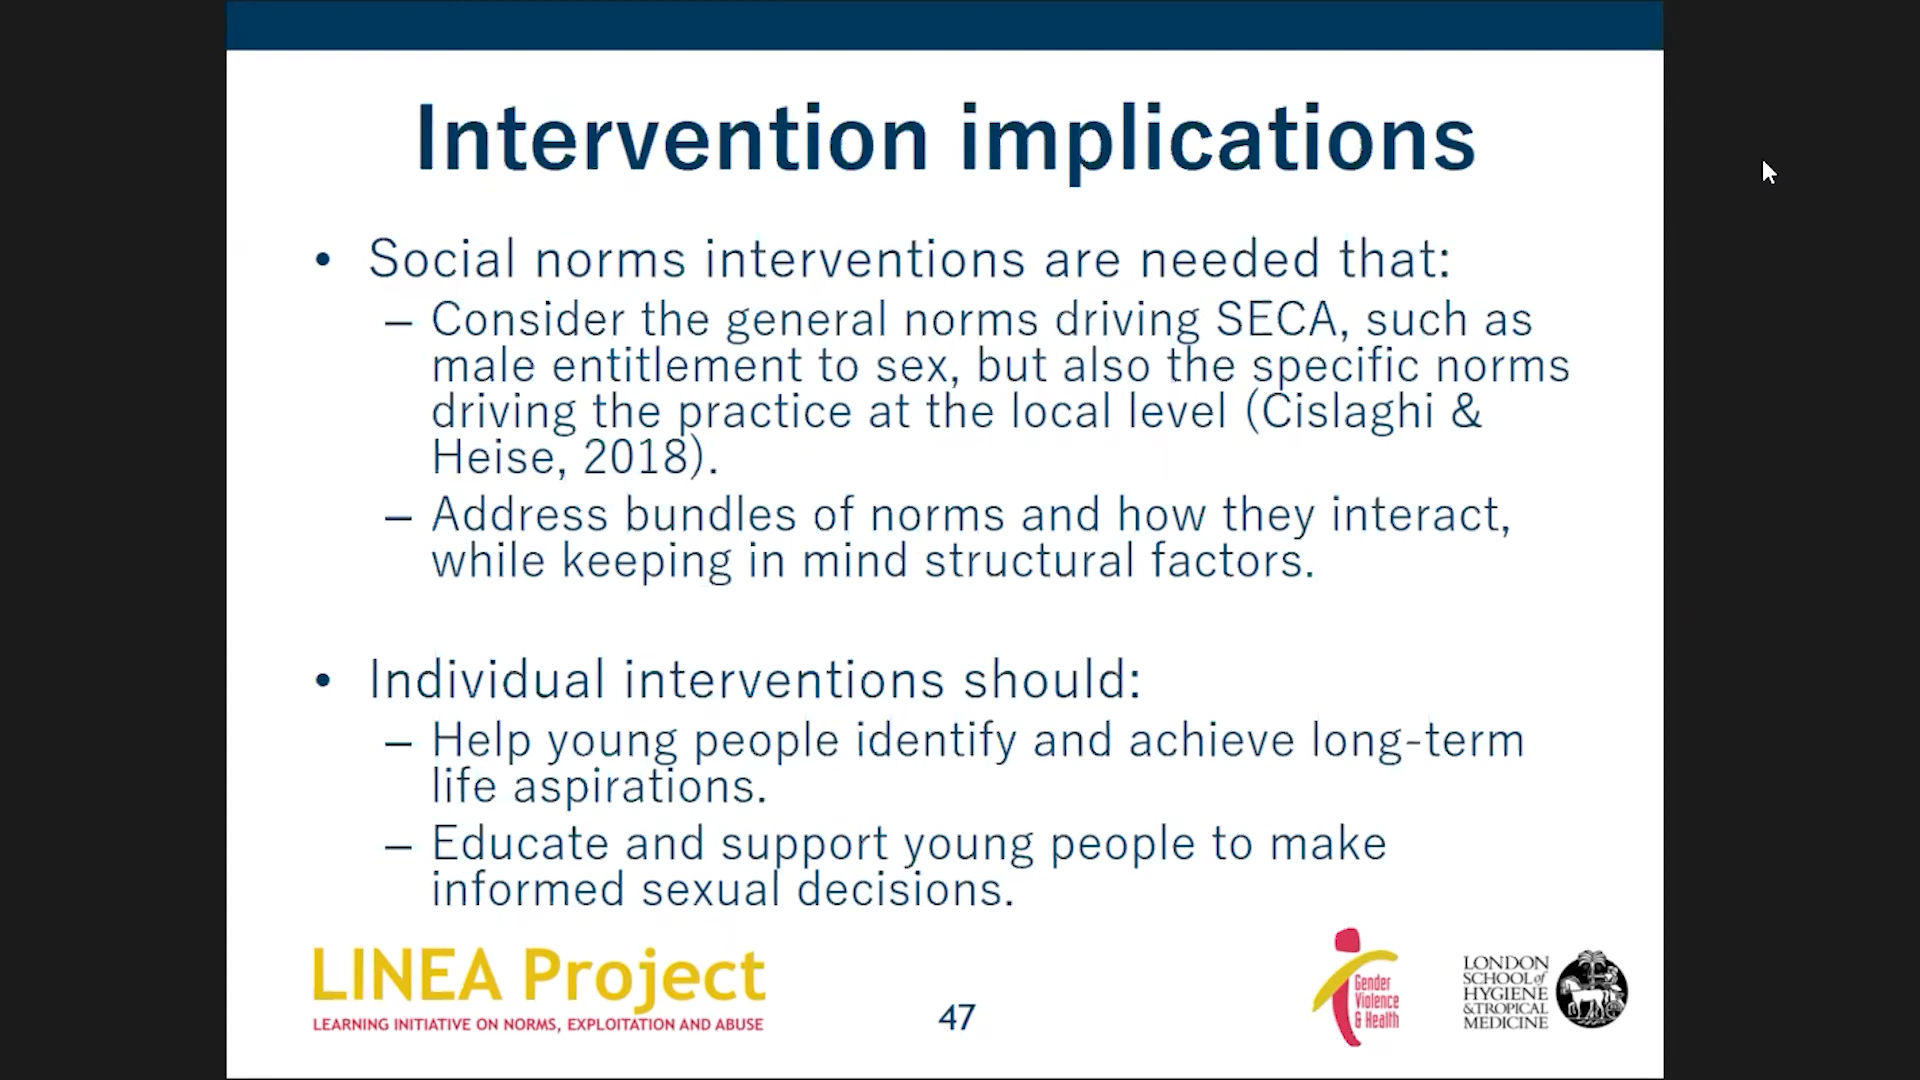 Intervention implications
• Social norms interventions are needed that:
– Consider the general norms driving SECA, such as
male entitlement to sex, but also the specific norms
driving the practice at the local level (Cislaghi &
Heise, 2018).
– Address bundles of norms and how they interact,
while keeping in mind structural factors.
• Individual interventions should:
– Help young people identify and achieve long-term
life aspirations.
– Educate and support young people to make
informed sexual decisions.
LINEA Project
LEARNING INITIATIVE ON NORMS, EXPLOITATION AND ABUSE
47
Gender
Violence
& Health
LONDON
SCHOOL of
HYGIENE
& TROPICAL
MEDICINE